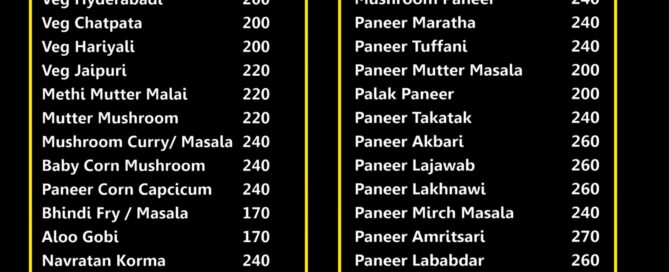 Veg Hyderabadi 200
Veg Chatpata 200
Veg Hariyali 200
Veg Jaipuri 220
Methi Mutter Malai 220
Mutter Mushroom 220
Mushroom Curry/ Masala 240
Baby Corn Mushroom 240
Paneer Corn Capcicum 240
Bhindi Fry / Masala 170
Aloo Gobi 170
Navratan Korma 240
Mushroom Paneer 240
Paneer Maratha 240
Paneer Tuffani 240
Paneer Mutter Masala 200
Palak Paneer 200
Paneer Takatak 240
Paneer Akbari 260
Paneer Lajawab 260
Paneer Lakhnawi 260
Paneer Mirch Masala 240
Paneer Amritsari 270
Paneer Lababdar 260